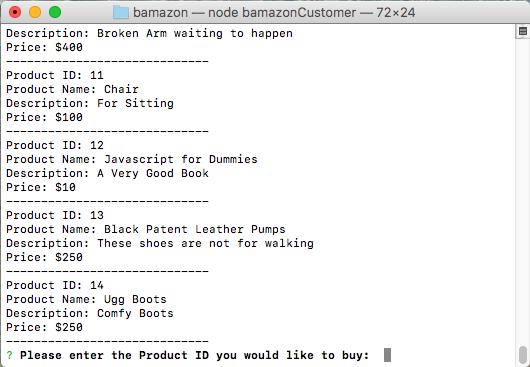 bamazon — node bamazonCustomer — 72×24
Description: Broken Arm waiting to happen
Price: $400
-----------------------------
Product ID: 11
Product Name: Chair
Description: For Sitting
Price: $100
-----------------------------
Product ID: 12
Product Name: Javascript for Dummies
Description: A Very Good Book
Price: $10
-----------------------------
Product ID: 13
Product Name: Black Patent Leather Pumps
Description: These shoes are not for walking
Price: $250
-----------------------------
Product ID: 14
Product Name: Ugg Boots
Description: Comfy Boots
Price: $250
-----------------------------
? Please enter the Product ID you would like to buy: